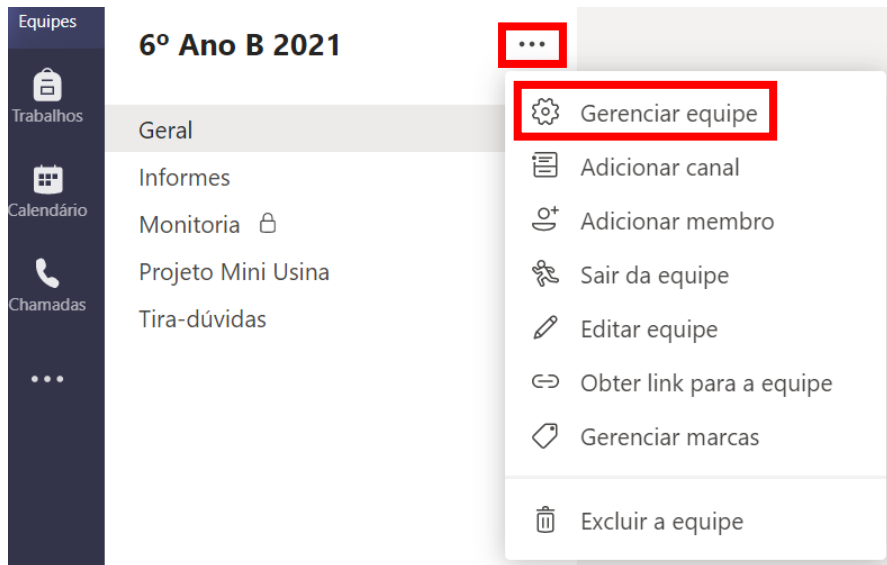 Equipes
Trabalhos
Calendário
Chamadas
6º Ano B 2021
Geral
Informes
Monitoria
Projeto Mini Usina
Tira-dúvidas
Gerenciar equipe
Adicionar canal
Adicionar membro
Sair da equipe
Editar equipe
Obter link para a equipe
Gerenciar marcas
Excluir a equipe